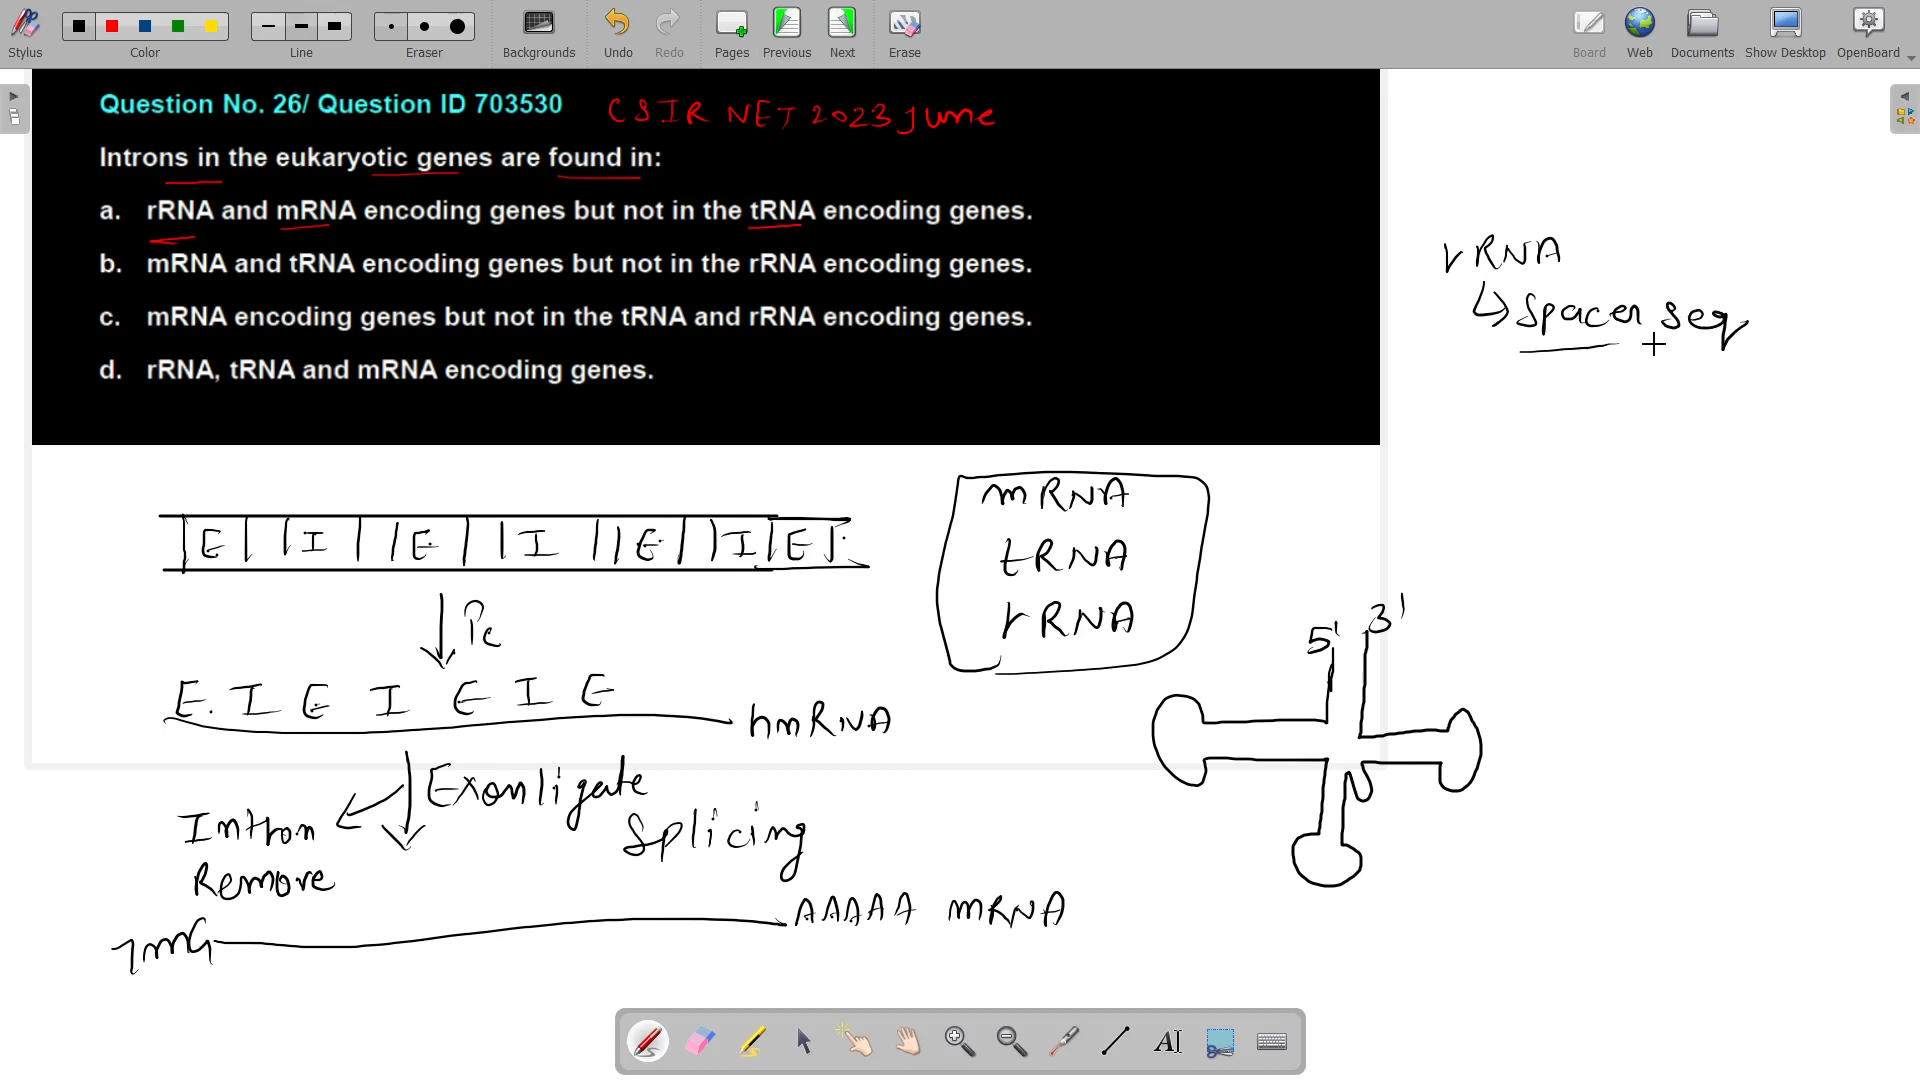 Stylus Color Line Eraser Backgrounds Undo Redo Pages Previous Next Erase Board Web Documents Show Desktop OpenBoard
Question No. 26/ Question ID 703530 CSIR NET 2023 June
Introns in the eukaryotic genes are found in:
a. rRNA and mRNA encoding genes but not in the tRNA encoding genes.
b. mRNA and tRNA encoding genes but not in the rRNA encoding genes.
c. mRNA encoding genes but not in the tRNA and rRNA encoding genes.
d. rRNA, tRNA and mRNA encoding genes.
rRNA
Spacer seq
E I E I E I E
mRNA
tRNA
rRNA
E. I E I E I E
hnRNA
5' 3'
Exon ligate
Intron
Remove
Splicing
7mG AAAAA mRNA
AI